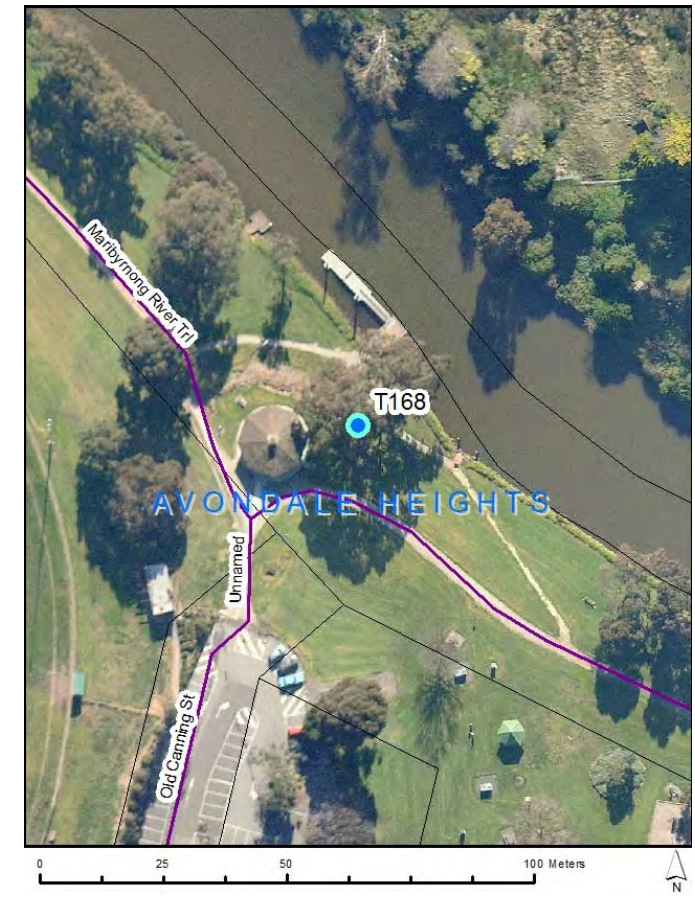 Maribyrnong River Trl
T168
AVONDALE HEIGHTS
Unnamed
Old Canning St
0 25 50 100 Meters
N